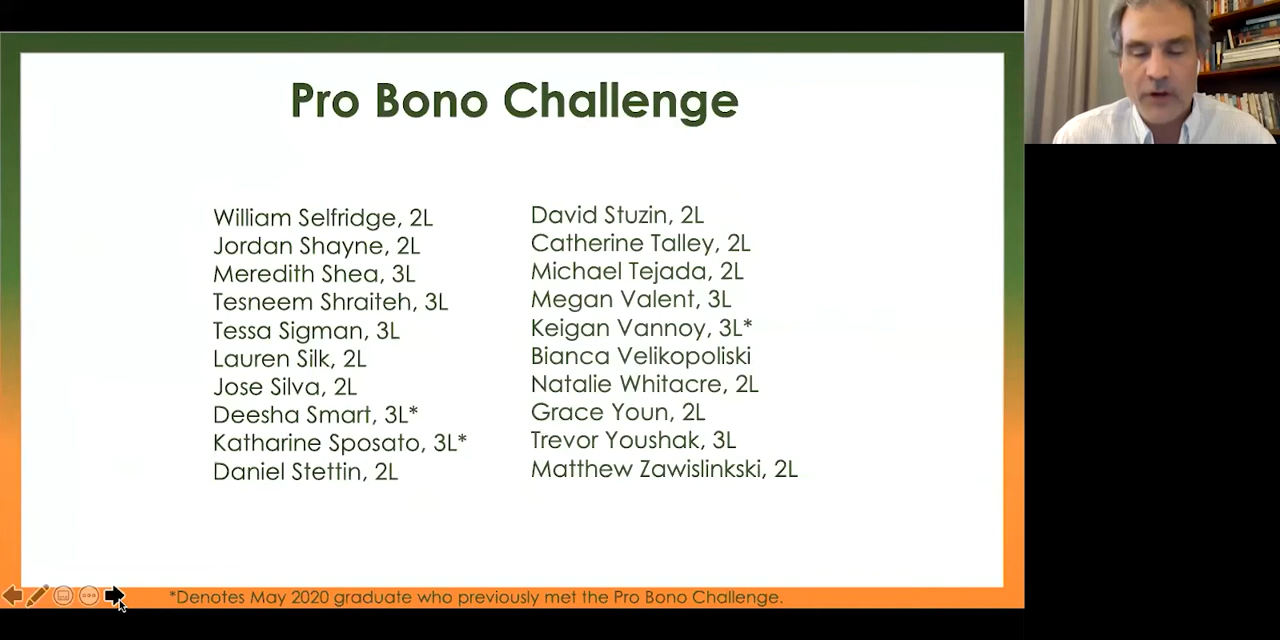 Pro Bono Challenge
William Selfridge, 2L
Jordan Shayne, 2L
Meredith Shea, 3L
Tesneem Shraiteh, 3L
Tessa Sigman, 3L
Lauren Silk, 2L
Jose Silva, 2L
Deesha Smart, 3L*
Katharine Sposato, 3L*
Daniel Stettin, 2L
David Stuzin, 2L
Catherine Talley, 2L
Michael Tejada, 2L
Megan Valent, 3L
Keigan Vannoy, 3L*
Bianca Velikopoliski
Natalie Whitacre, 2L
Grace Youn, 2L
Trevor Youshak, 3L
Matthew Zawislinkski, 2L
*Denotes May 2020 graduate who previously met the Pro Bono Challenge.